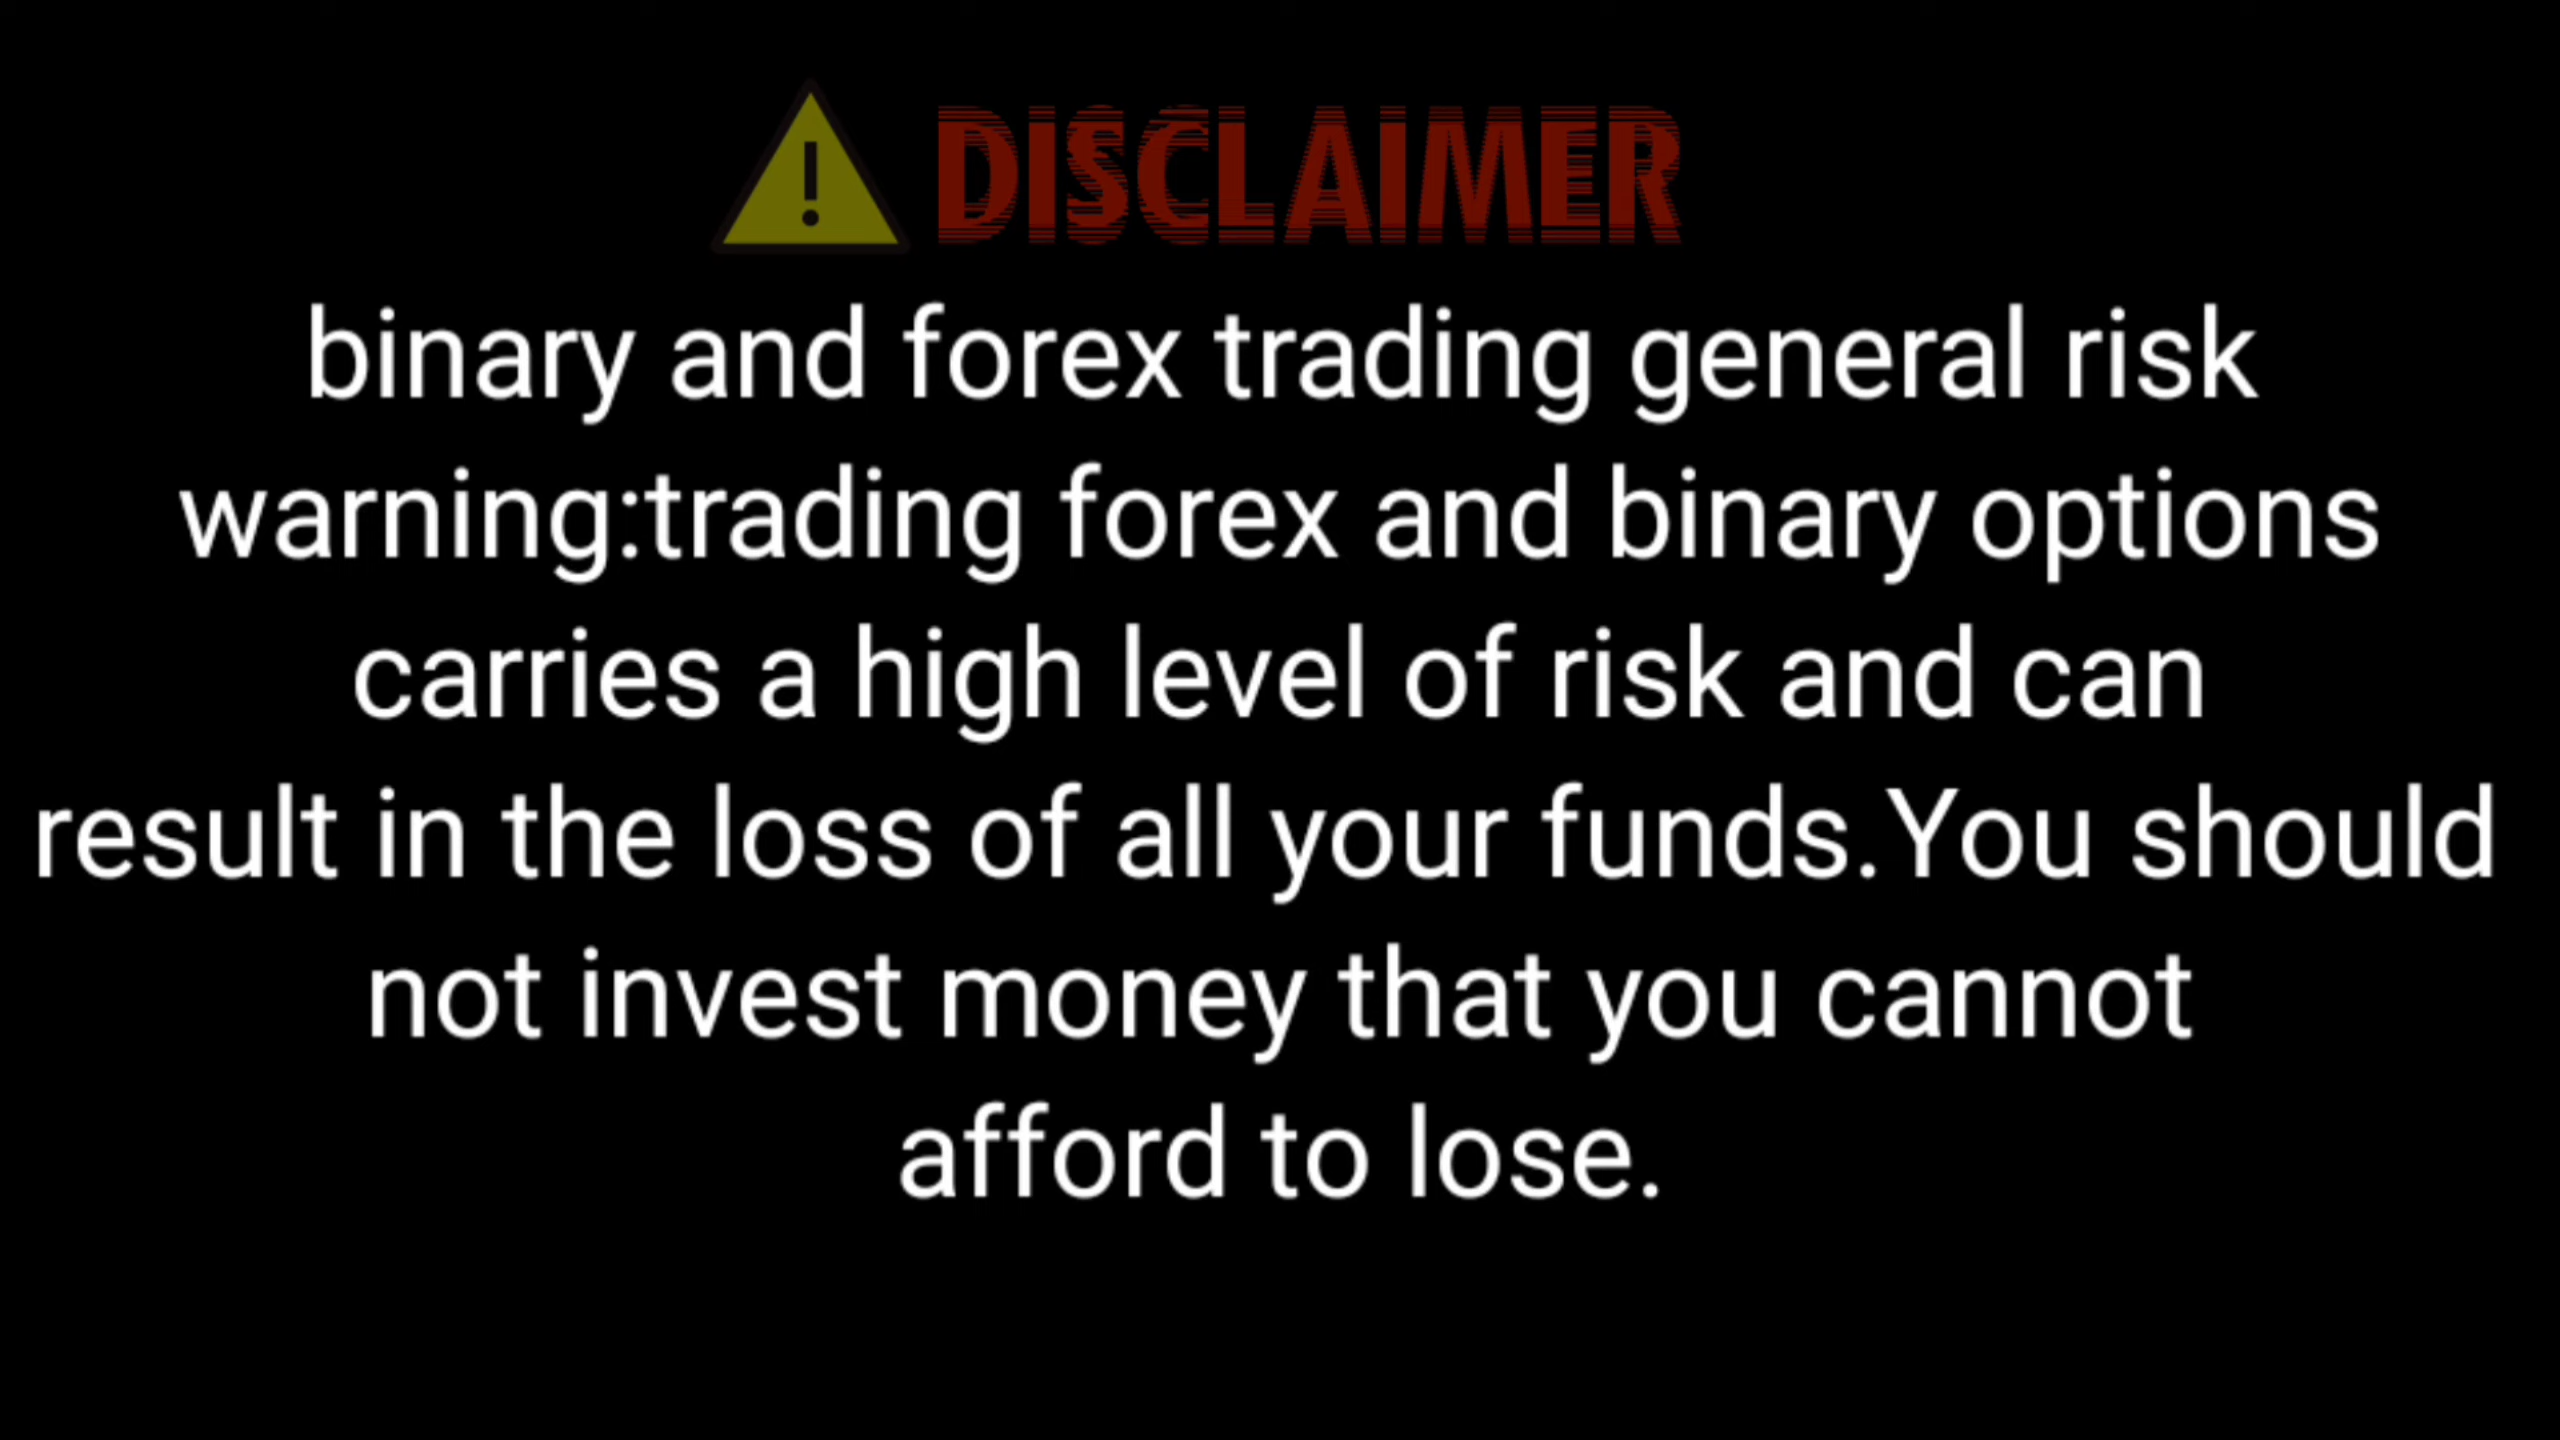 DISCLAIMER
binary and forex trading general risk
warning:trading forex and binary options
carries a high level of risk and can
result in the loss of all your funds.You should
not invest money that you cannot
afford to lose.